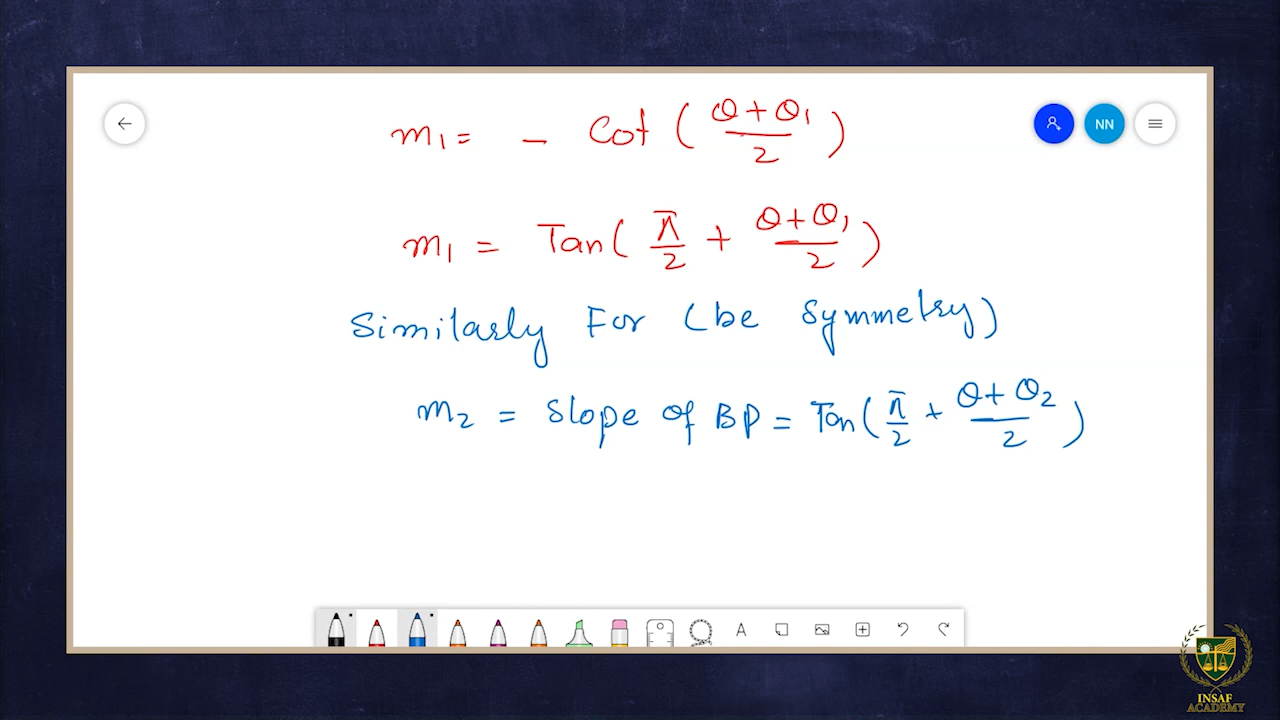 m₁ = - Cot (θ+θ₁/2)
NN
m₁ = Tan( π/2 + θ+θ₁/2 )
Similarly For (be Symmetry)
m₂ = Slope of BP = Tan( π/2 + θ+θ₂/2 )
A
INSAF
ACADEMY